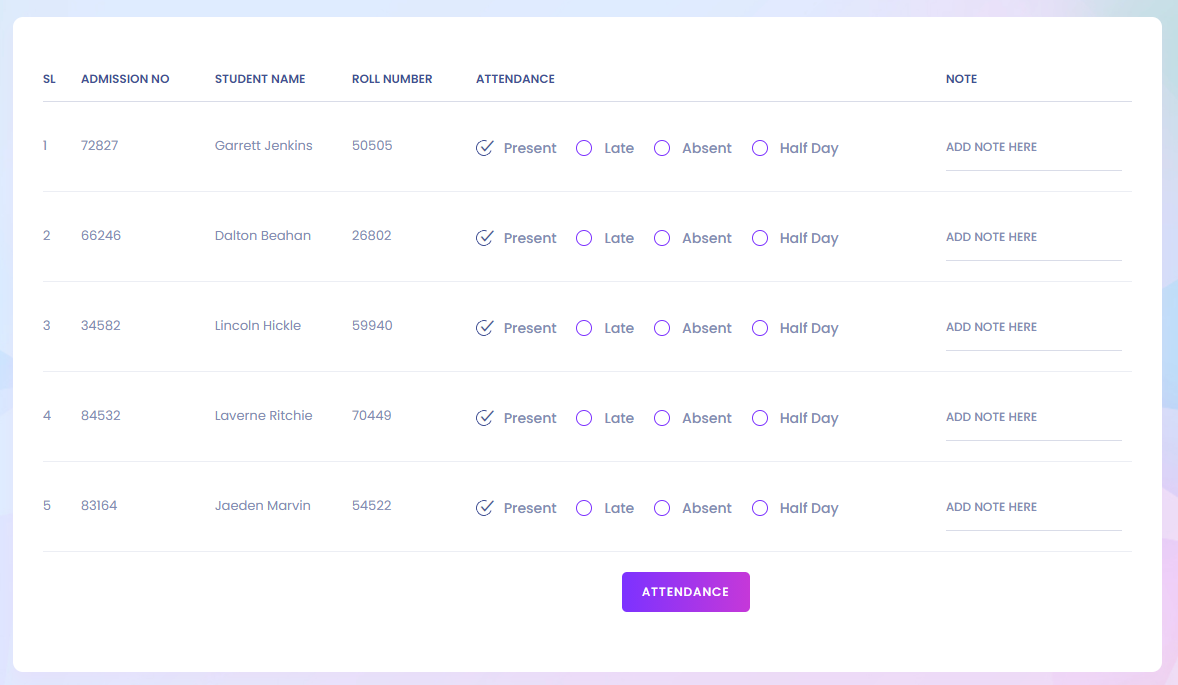 SL ADMISSION NO STUDENT NAME ROLL NUMBER ATTENDANCE NOTE
1 72827 Garrett Jenkins 50505 Present Late Absent Half Day ADD NOTE HERE
2 66246 Dalton Beahan 26802 Present Late Absent Half Day ADD NOTE HERE
3 34582 Lincoln Hickle 59940 Present Late Absent Half Day ADD NOTE HERE
4 84532 Laverne Ritchie 70449 Present Late Absent Half Day ADD NOTE HERE
5 83164 Jaeden Marvin 54522 Present Late Absent Half Day ADD NOTE HERE
ATTENDANCE